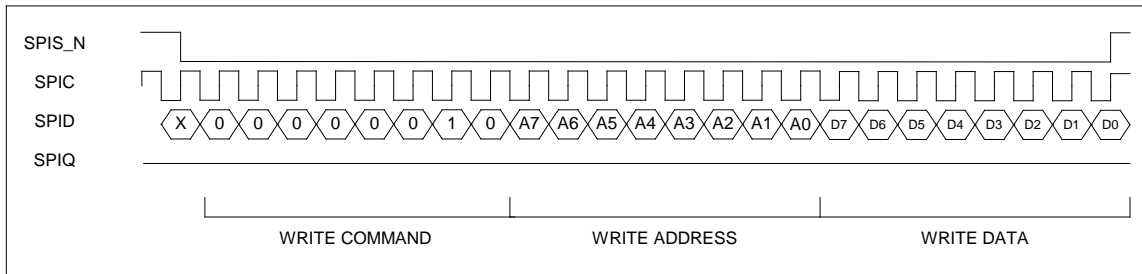 SPIS_N
SPIC
SPID X 0 0 0 0 0 0 1 0 A7 A6 A5 A4 A3 A2 A1 A0 D7 D6 D5 D4 D3 D2 D1 D0
SPIQ
WRITE COMMAND WRITE ADDRESS WRITE DATA